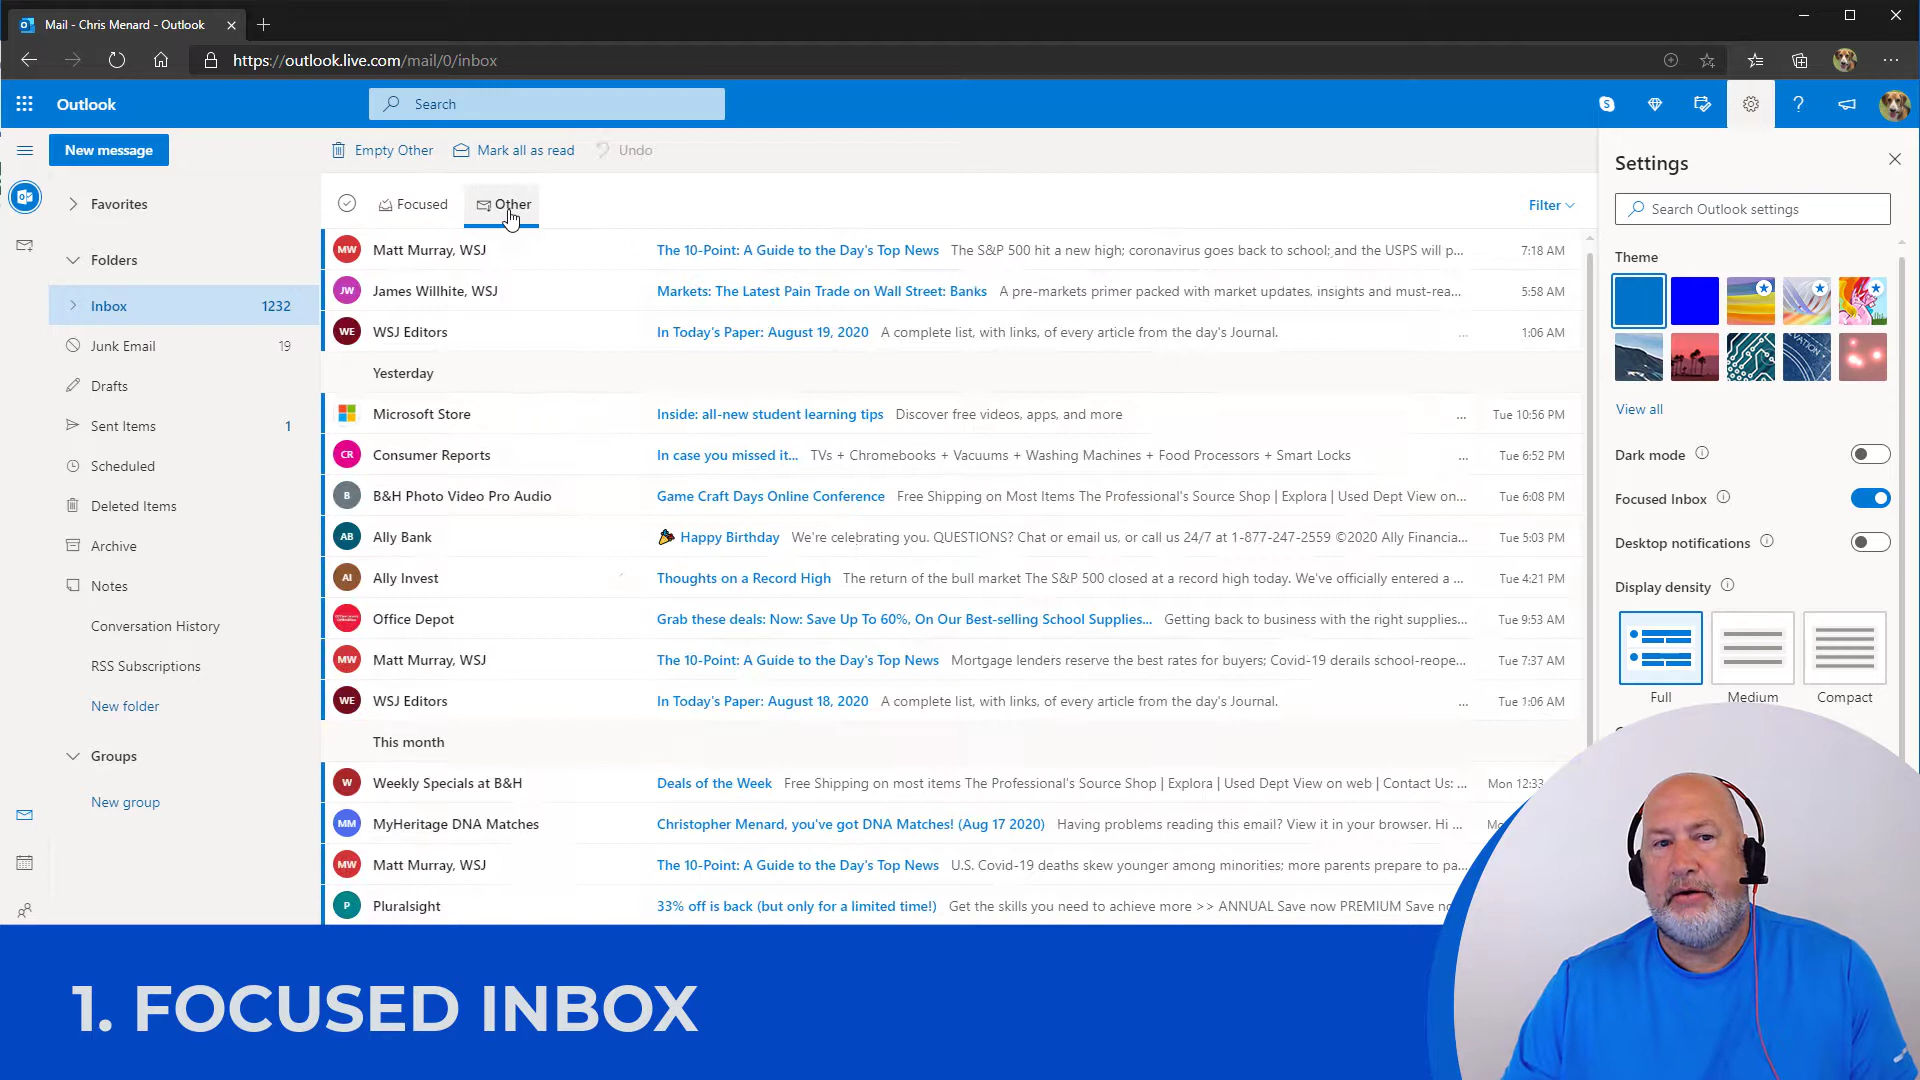 Mail - Chris Menard - Outlook
https://outlook.live.com/mail/0/inbox
Outlook
Search
New message
Empty Other
Mark all as read
Undo
Favorites
Folders
Inbox 1232
Junk Email 19
Drafts
Sent Items 1
Scheduled
Deleted Items
Archive
Notes
Conversation History
RSS Subscriptions
New folder
Groups
New group
Focused
Other
Filter
MW Matt Murray, WSJ The 10-Point: A Guide to the Day's Top News The S&P 500 hit a new high; coronavirus goes back to school; and the USPS will p... 7:18 AM
JW James Willhite, WSJ Markets: The Latest Pain Trade on Wall Street: Banks A pre-markets primer packed with market updates, insights and must-rea... 5:58 AM
WE WSJ Editors In Today's Paper: August 19, 2020 A complete list, with links, of every article from the day's Journal. ... 1:06 AM
Yesterday
Microsoft Store Inside: all-new student learning tips Discover free videos, apps, and more ... Tue 10:56 PM
CR Consumer Reports In case you missed it... TVs + Chromebooks + Vacuums + Washing Machines + Food Processors + Smart Locks ... Tue 6:52 PM
B B&H Photo Video Pro Audio Game Craft Days Online Conference Free Shipping on Most Items The Professional's Source Shop | Explora | Used Dept View on... Tue 6:08 PM
AB Ally Bank 🎉 Happy Birthday We're celebrating you. QUESTIONS? Chat or email us, or call us 24/7 at 1-877-247-2559 ©2020 Ally Financia... Tue 5:03 PM
AI Ally Invest Thoughts on a Record High The return of the bull market The S&P 500 closed at a record high today. We've officially entered a ... Tue 4:21 PM
Office Depot Grab these deals: Now: Save Up To 60%, On Our Best-selling School Supplies... Getting back to business with the right supplies... Tue 9:53 AM
MW Matt Murray, WSJ The 10-Point: A Guide to the Day's Top News Mortgage lenders reserve the best rates for buyers; Covid-19 derails school-reope... Tue 7:37 AM
WE WSJ Editors In Today's Paper: August 18, 2020 A complete list, with links, of every article from the day's Journal. ... Tue 1:06 AM
This month
W Weekly Specials at B&H Deals of the Week Free Shipping on most items The Professional's Source Shop | Explora | Used Dept View on web | Contact Us: ... Mon 12:33
MM MyHeritage DNA Matches Christopher Menard, you've got DNA Matches! (Aug 17 2020) Having problems reading this email? View it in your browser. Hi ...
MW Matt Murray, WSJ The 10-Point: A Guide to the Day's Top News U.S. Covid-19 deaths skew younger among minorities; more parents prepare to pa...
P Pluralsight 33% off is back (but only for a limited time!) Get the skills you need to achieve more >> ANNUAL Save now PREMIUM Save
Settings
Search Outlook settings
Theme
View all
Dark mode
Focused Inbox
Desktop notifications
Display density
Full Medium Compact
1. FOCUSED INBOX